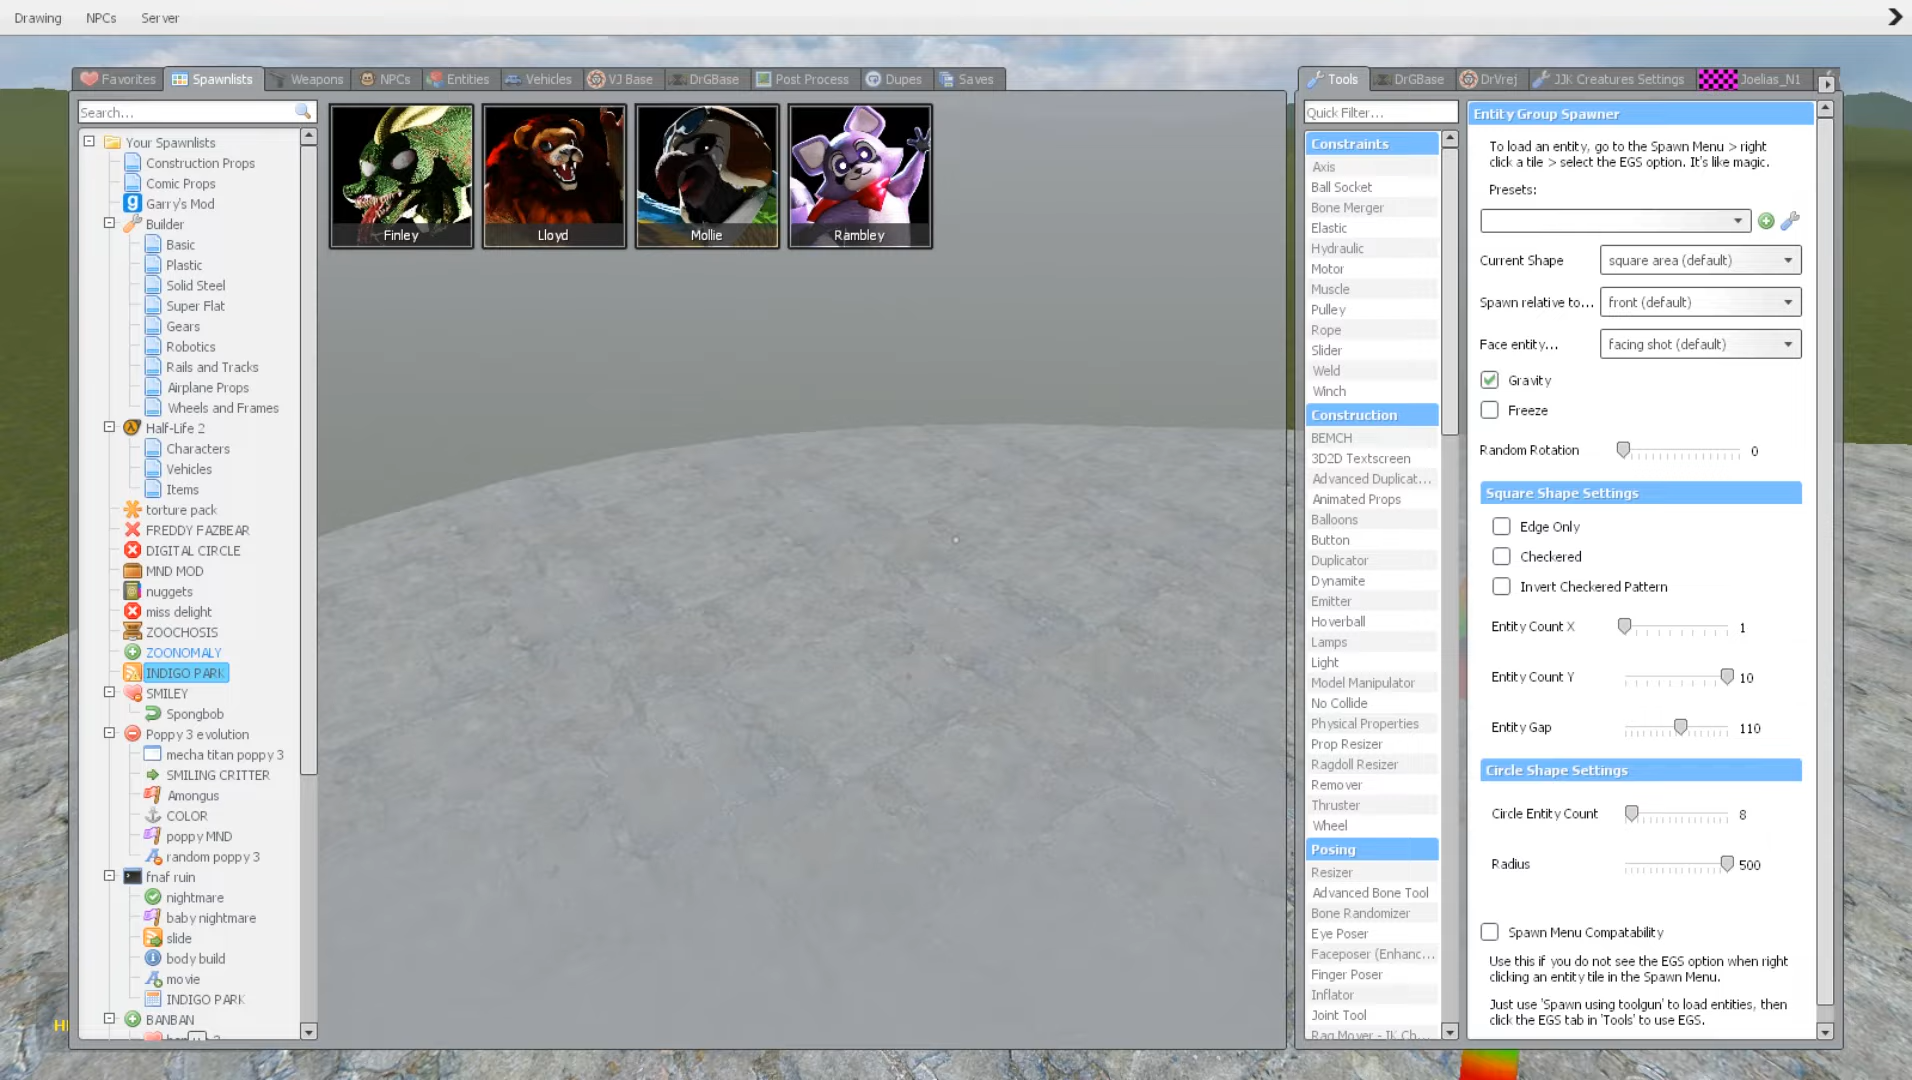 Drawing NPCs Server
Favorites Spawnlists Weapons NPCs Entities Vehicles VJ Base DrGBase Post Process Dupes Saves
Search...
Your Spawnlists
Construction Props
Comic Props
Garry's Mod
Builder
Basic
Plastic
Solid Steel
Super Flat
Gears
Robotics
Rails and Tracks
Airplane Props
Wheels and Frames
Half-Life 2
Characters
Vehicles
Items
torture pack
FREDDY FAZBEAR
DIGITAL CIRCLE
MND MOD
nuggets
miss delight
ZOOCHOSIS
ZOONOMALY
INDIGO PARK
SMILEY
Spongbob
Poppy 3 evolution
mecha titan poppy 3
SMILING CRITTER
Amongus
COLOR
poppy MND
random poppy 3
fnaf ruin
nightmare
baby nightmare
slide
body build
movie
INDIGO PARK
BANBAN
Finley Lloyd Mollie Rambley
Tools DrGBase DrVrej JJK Creatures Settings Joelias_N1
Quick Filter...
Constraints
Axis
Ball Socket
Bone Merger
Elastic
Hydraulic
Motor
Muscle
Pulley
Rope
Slider
Weld
Winch
Construction
BEMCH
3D2D Textscreen
Advanced Duplicat...
Animated Props
Balloons
Button
Duplicator
Dynamite
Emitter
Hoverball
Lamps
Light
Model Manipulator
No Collide
Physical Properties
Prop Resizer
Ragdoll Resizer
Remover
Thruster
Wheel
Posing
Resizer
Advanced Bone Tool
Bone Randomizer
Eye Poser
Faceposer (Enhanc...
Finger Poser
Inflator
Joint Tool
Rag Mover - IK Ch...
Entity Group Spawner
To load an entity, go to the Spawn Menu > right
click a tile > select the EGS option. It's like magic.
Presets:
Current Shape square area (default)
Spawn relative to... front (default)
Face entity... facing shot (default)
Gravity
Freeze
Random Rotation 0
Square Shape Settings
Edge Only
Checkered
Invert Checkered Pattern
Entity Count X 1
Entity Count Y 10
Entity Gap 110
Circle Shape Settings
Circle Entity Count 8
Radius 500
Spawn Menu Compatability
Use this if you do not see the EGS option when right
clicking an entity tile in the Spawn Menu.
Just use 'Spawn using toolgun' to load entities, then
click the EGS tab in 'Tools' to use EGS.